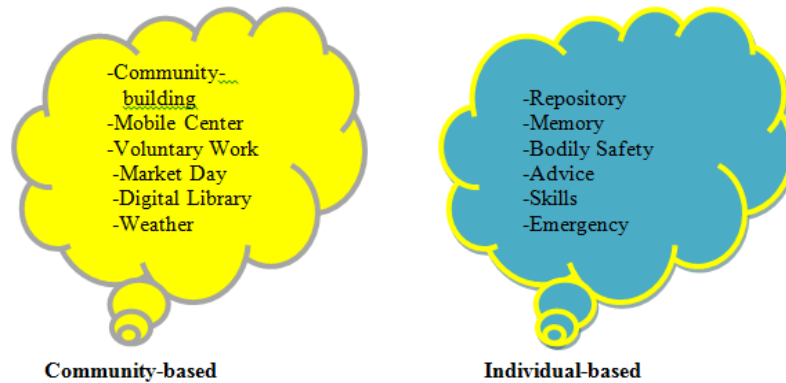 -Community-
building
-Mobile Center
-Voluntary Work
-Market Day
-Digital Library
-Weather
Community-based
-Repository
-Memory
-Bodily Safety
-Advice
-Skills
-Emergency
Individual-based